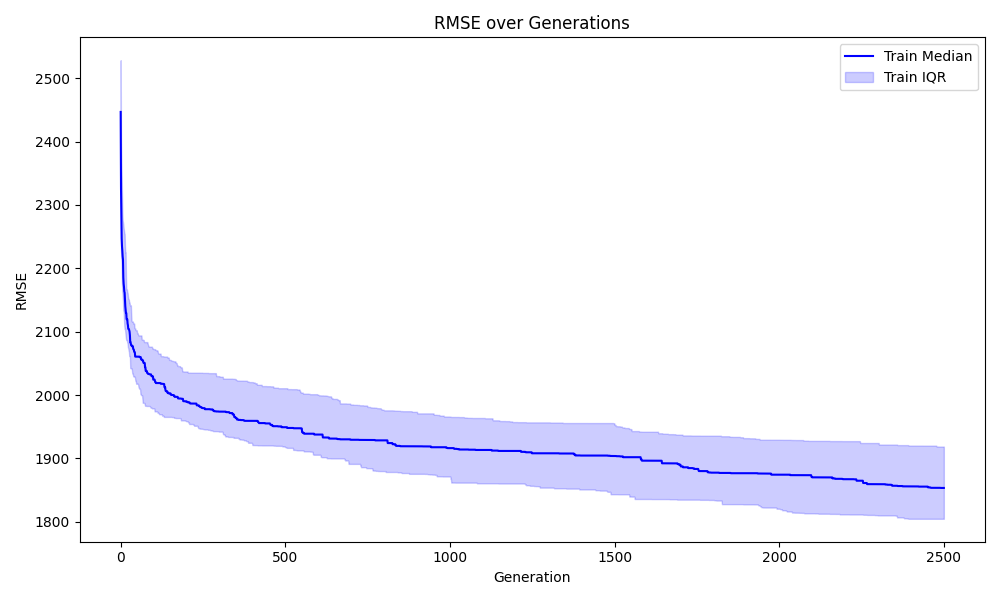 RMSE over Generations
Train Median
Train IQR
2500
2400
2300
2200
2100
2000
1900
1800
RMSE
0
500
1000
1500
2000
2500
Generation